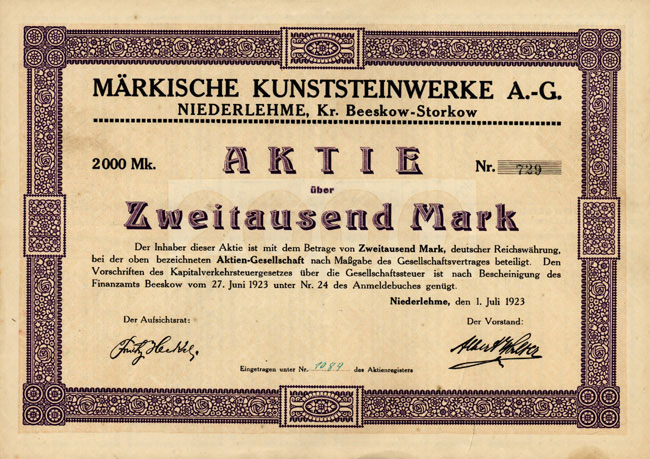 MÄRKISCHE KUNSTSTEINWERKE A.-G.
NIEDERLEHME, Kr. Beeskow-Storkow
2000 Mk. AKTIE Nr. 729
über
Zweitausend Mark
Der Inhaber dieser Aktie ist mit dem Betrage von Zweitausend Mark, deutscher Reichswährung,
bei der oben bezeichneten Aktien-Gesellschaft nach Maßgabe des Gesellschaftsvertrages beteiligt. Den
Vorschriften des Kapitalverkehrsteuergesetzes über die Gesellschaftssteuer ist nach Bescheinigung des
Finanzamts Beeskow vom 27. Juni 1923 unter Nr. 24 des Anmeldebuches genügt.
Niederlehme, den 1. Juli 1923
Der Aufsichtsrat: Der Vorstand:
Eingetragen unter Nr. 1089 des Aktienregisters